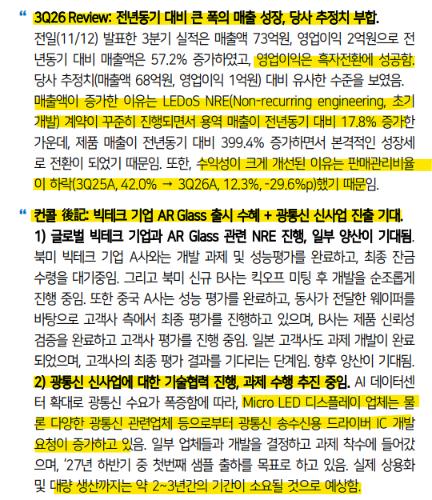 “ 3Q26 Review: 전년동기 대비 큰 폭의 매출 성장, 당사 추정치 부합.
전일(11/12) 발표한 3분기 실적은 매출액 73억원, 영업이익 2억원으로 전
년동기 대비 매출액은 57.2% 증가하였고, 영업이익은 흑자전환에 성공함.
당사 추정치(매출액 68억원, 영업이익 1억원) 대비 유사한 수준을 보였음.
매출액이 증가한 이유는 LEDoS NRE(Non-recurring engineering, 초기
개발) 계약이 꾸준히 진행되면서 용역 매출이 전년동기 대비 17.8% 증가한
가운데, 제품 매출이 전년동기 대비 399.4% 증가하면서 본격적인 성장세
로 전환이 되었기 때문임. 또한, 수익성이 크게 개선된 이유는 판매관리비율
이 하락(3Q25A, 42.0% → 3Q26A, 12.3%, -29.6%p)했기 때문임.
“ 컨콜 後記: 빅테크 기업 AR Glass 출시 수혜 + 광통신 신사업 진출 기대.
1) 글로벌 빅테크 기업과 AR Glass 관련 NRE 진행, 일부 양산이 기대됨.
북미 빅테크 기업 A사와는 개발 과제 및 성능평가를 완료하고, 최종 잔금
수령을 대기중임. 그리고 북미 신규 B사는 킥오프 미팅 후 개발을 순조롭게
진행 중임. 또한 중국 A사는 성능 평가를 완료하고, 동사가 전달한 웨이퍼를
바탕으로 고객사 측에서 최종 평가를 진행하고 있으며, B사는 제품 신뢰성
검증을 완료하고 고객사 평가를 진행 중임. 일본 고객사도 과제 개발이 완료
되었으며, 고객사의 최종 평가 결과를 기다리는 단계임. 향후 양산이 기대됨.
2) 광통신 신사업에 대한 기술협력 진행, 과제 수행 추진 중임. AI 데이터센
터 확대로 광통신 수요가 폭증함에 따라, Micro LED 디스플레이 업체는 물
론 다양한 광통신 관련업체 등으로부터 광통신 송수신용 드라이버 IC 개발
요청이 증가하고 있음. 일부 업체들과 개발을 결정하고 과제 착수에 들어갔
으며, ‘27년 하반기 중 첫번째 샘플 출하를 목표로 하고 있음. 실제 상용화
및 대량 생산까지는 약 2~3년간의 기간이 소요될 것으로 예상함.